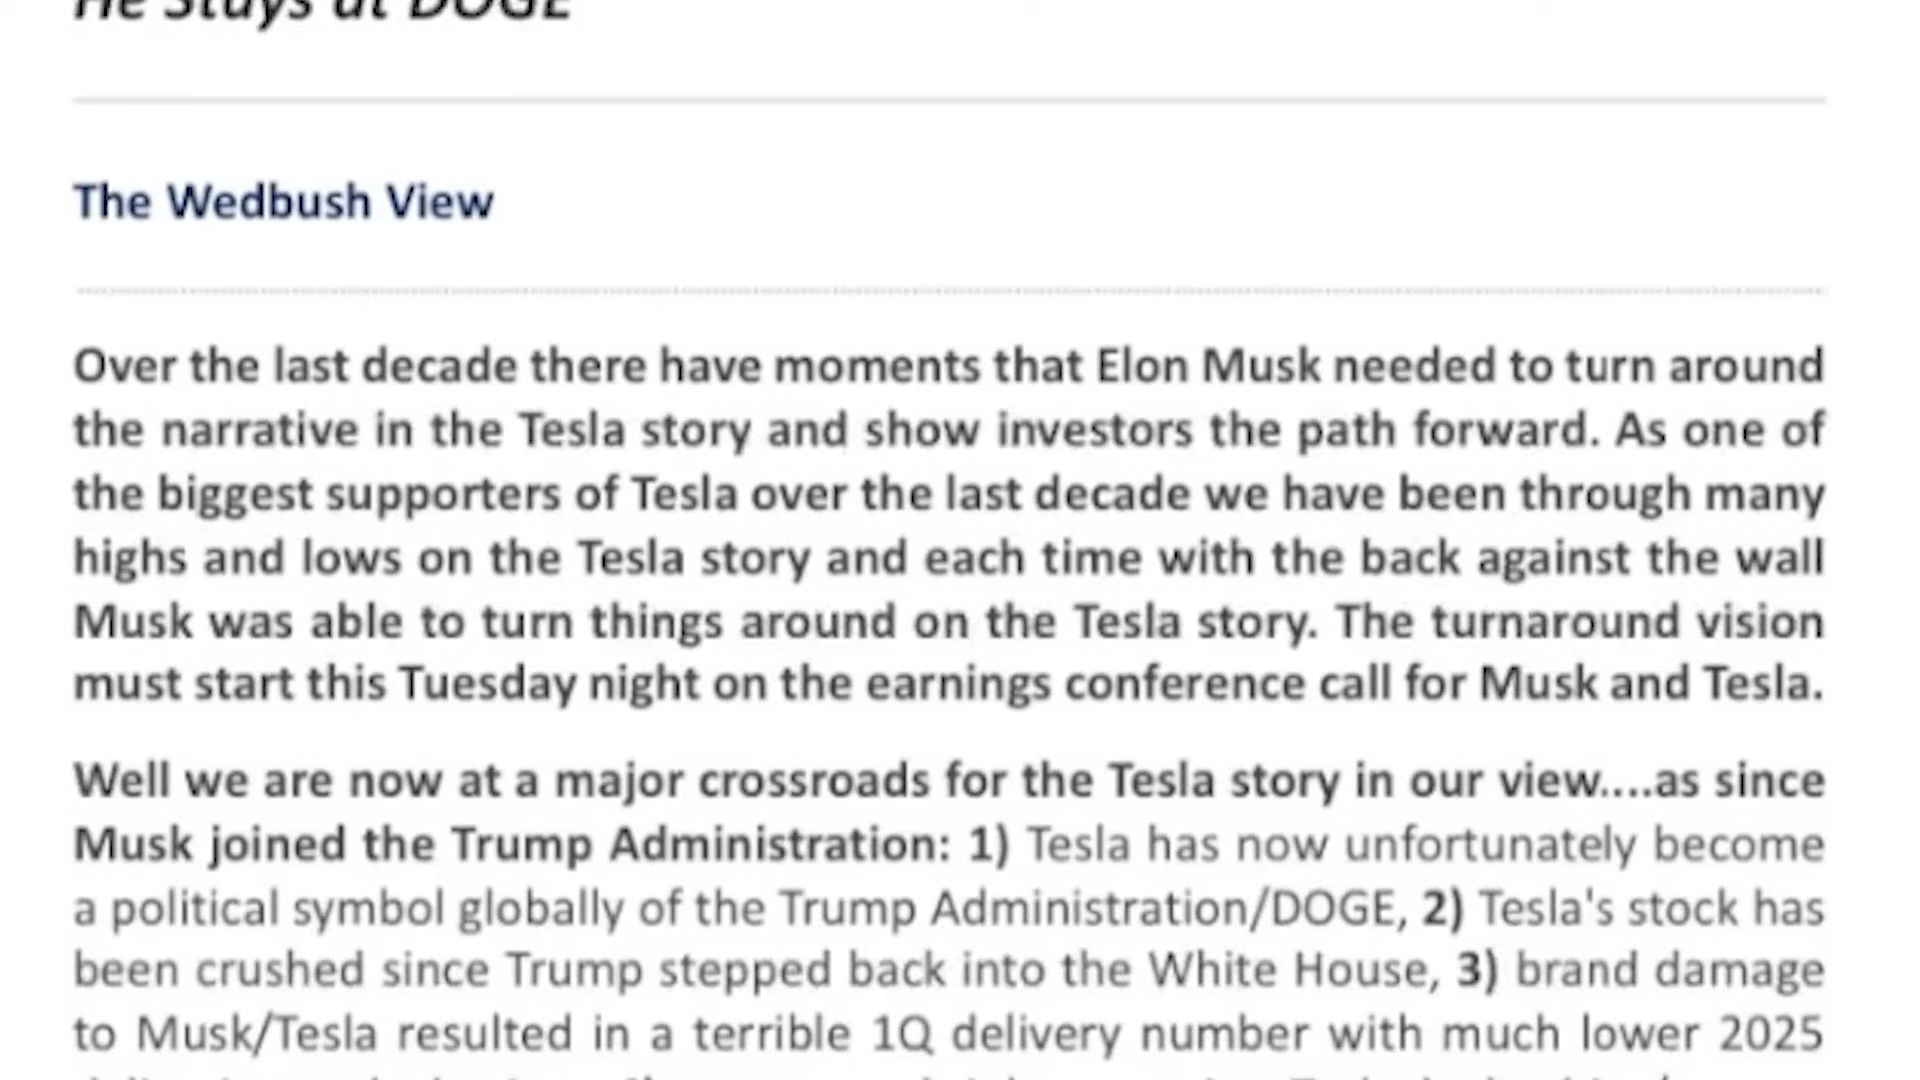 He Stays at DOGE
The Wedbush View
Over the last decade there have moments that Elon Musk needed to turn around
the narrative in the Tesla story and show investors the path forward. As one of
the biggest supporters of Tesla over the last decade we have been through many
highs and lows on the Tesla story and each time with the back against the wall
Musk was able to turn things around on the Tesla story. The turnaround vision
must start this Tuesday night on the earnings conference call for Musk and Tesla.
Well we are now at a major crossroads for the Tesla story in our view....as since
Musk joined the Trump Administration: 1) Tesla has now unfortunately become
a political symbol globally of the Trump Administration/DOGE, 2) Tesla's stock has
been crushed since Trump stepped back into the White House, 3) brand damage
to Musk/Tesla resulted in a terrible 1Q delivery number with much lower 2025